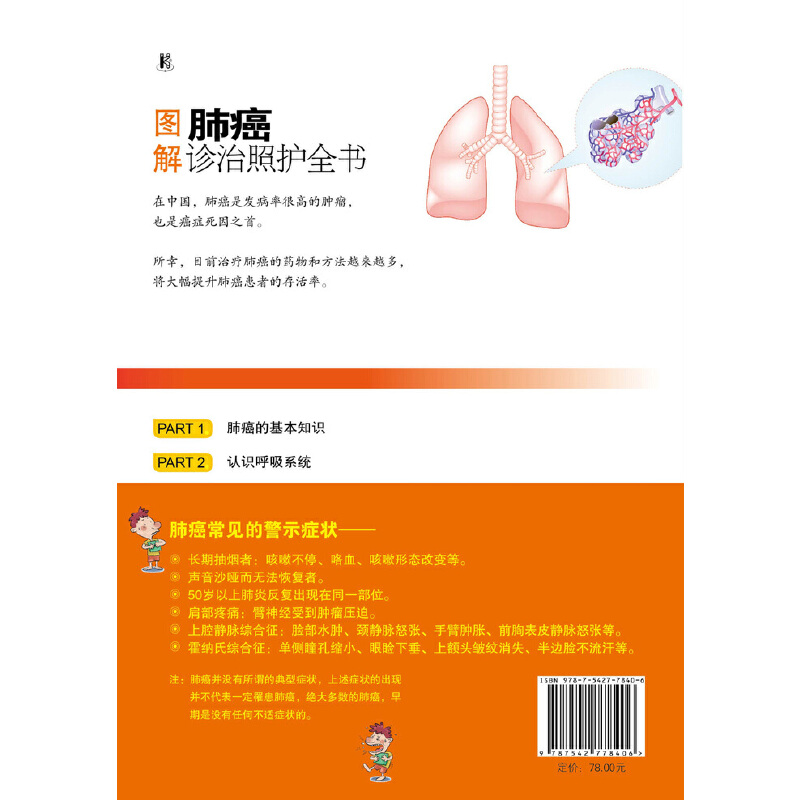 图解 肺癌
诊治照护全书
在中国，肺癌是发病率很高的肿瘤，
也是癌症死因之首。
所幸，目前治疗肺癌的药物和方法越来越多，
将大幅提升肺癌患者的存活率。
PART 1 肺癌的基本知识
PART 2 认识呼吸系统
肺癌常见的警示症状——
长期抽烟者：咳嗽不停、咯血、咳嗽形态改变等。
声音沙哑而无法恢复者。
50岁以上肺炎反复出现在同一部位。
肩部疼痛：臂神经受到肿瘤压迫。
上腔静脉综合征：脸部水肿、颈静脉怒张、手臂肿胀、前胸表皮静脉怒张等。
霍纳氏综合征：单侧瞳孔缩小、眼睑下垂、上额头皱纹消失、半边脸不流汗等。
注：肺癌并没有所谓的典型症状，上述症状的出现
并不代表一定罹患肺癌，绝大多数的肺癌，早
期是没有任何不适症状的。
ISBN 978-7-5427-7840-6
9 787542 778406 >
定价：78.00元